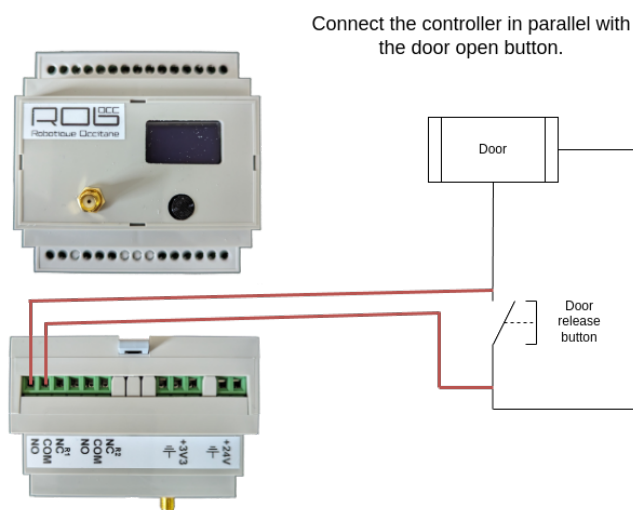 Connect the controller in parallel with
the door open button.
ROB OCC
Robotique Occitane
Door
Door
release
button
NO
COM
NC R1
NO
COM
NC R2
+3V3
+24V